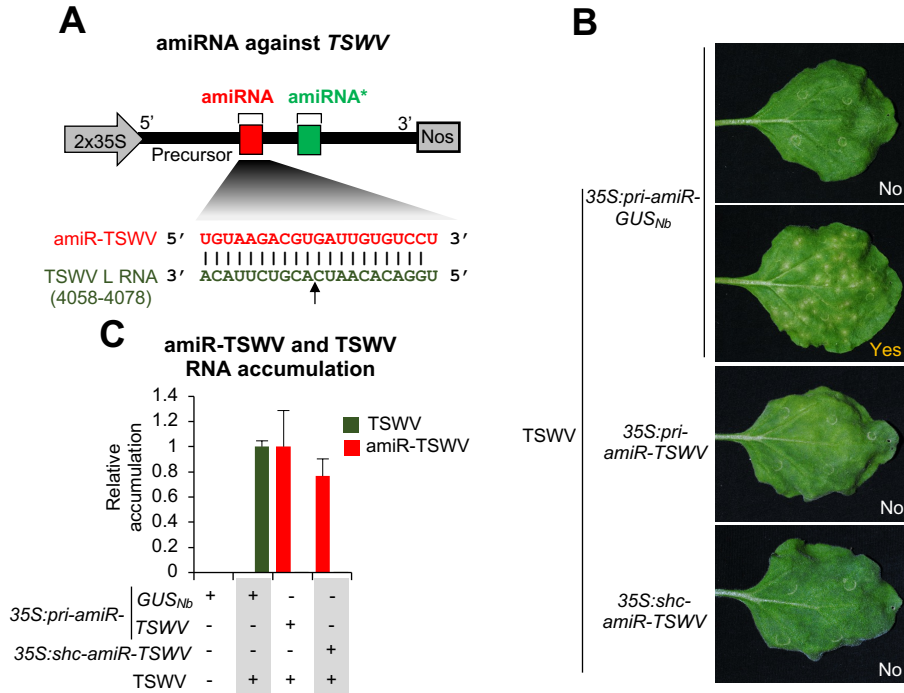 A
amiRNA against TSWV
amiRNA amiRNA*
5’ 3’
2x35S Precursor Nos
amiR-TSWV 5’ UGUAAGACGUGAUUGUGUCCU 3’
TSWV L RNA 3’ ACAUUCUGCACUAACACAGGU 5’
(4058-4078)
C
amiR-TSWV and TSWV
RNA accumulation
Relative
accumulation
1.4
1.2
1
0.8
0.6
0.4
0.2
0
TSWV
amiR-TSWV
35S:pri-amiR- GUSNb + + - -
TSWV - - + -
35S:shc-amiR-TSWV - - - +
TSWV - + + +
B
TSWV
35S:pri-amiR-
GUSNb
No
Yes
35S:pri-
amiR-TSWV
No
35S:shc-
amiR-TSWV
No